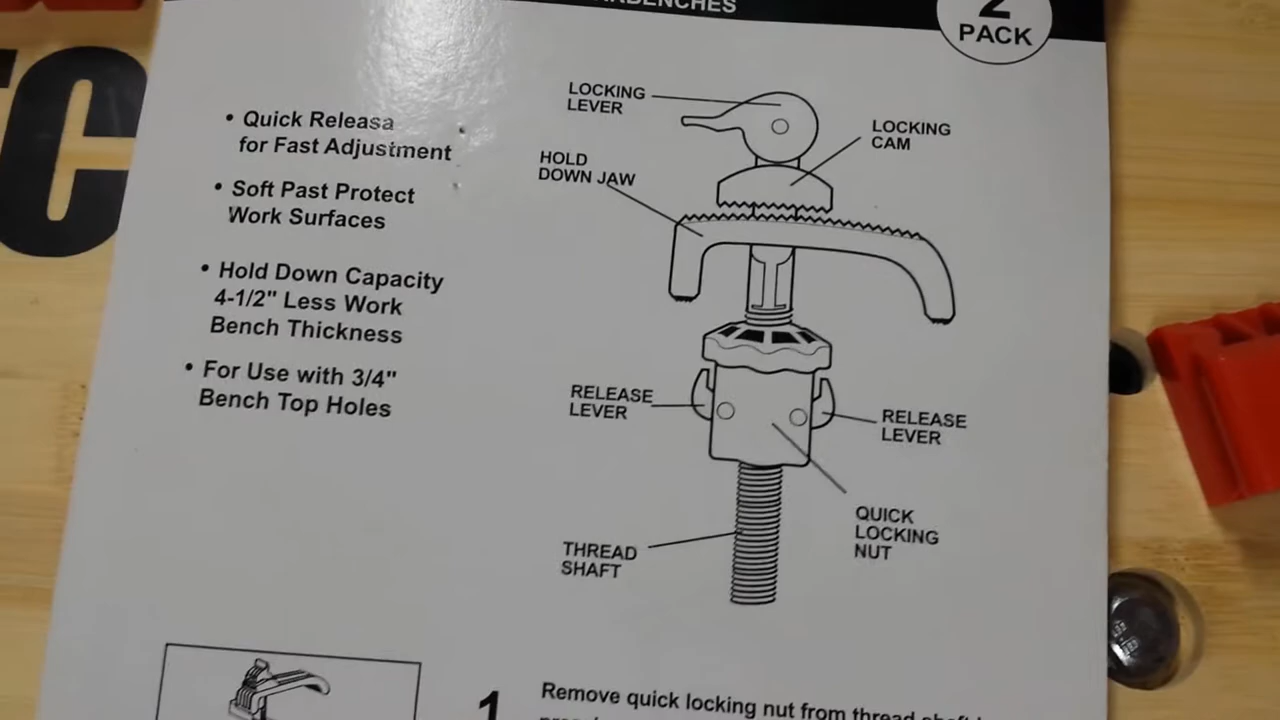 2
PACK
• Quick Releasa
for Fast Adjustment
• Soft Past Protect
Work Surfaces
• Hold Down Capacity
4-1/2" Less Work
Bench Thickness
• For Use with 3/4"
Bench Top Holes
LOCKING
LEVER
LOCKING
CAM
HOLD
DOWN JAW
RELEASE
LEVER
RELEASE
LEVER
QUICK
LOCKING
NUT
THREAD
SHAFT
1
Remove quick locking nut from thread shaft
C